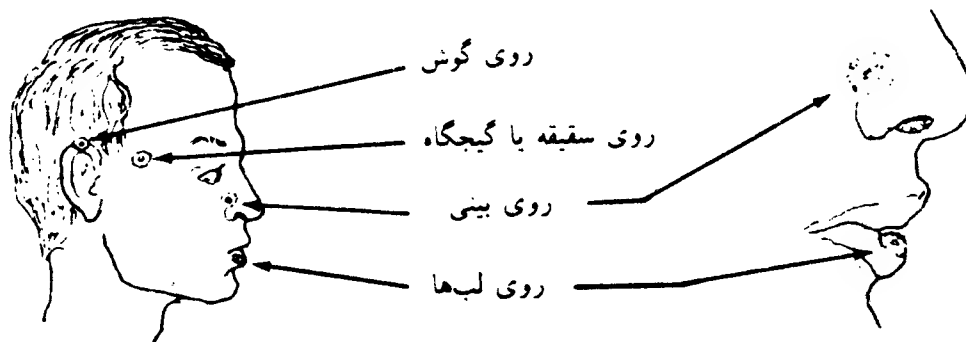 روی گوش
روی سقیقه یا گیجگاه
روی بینی
روی لب‌ها